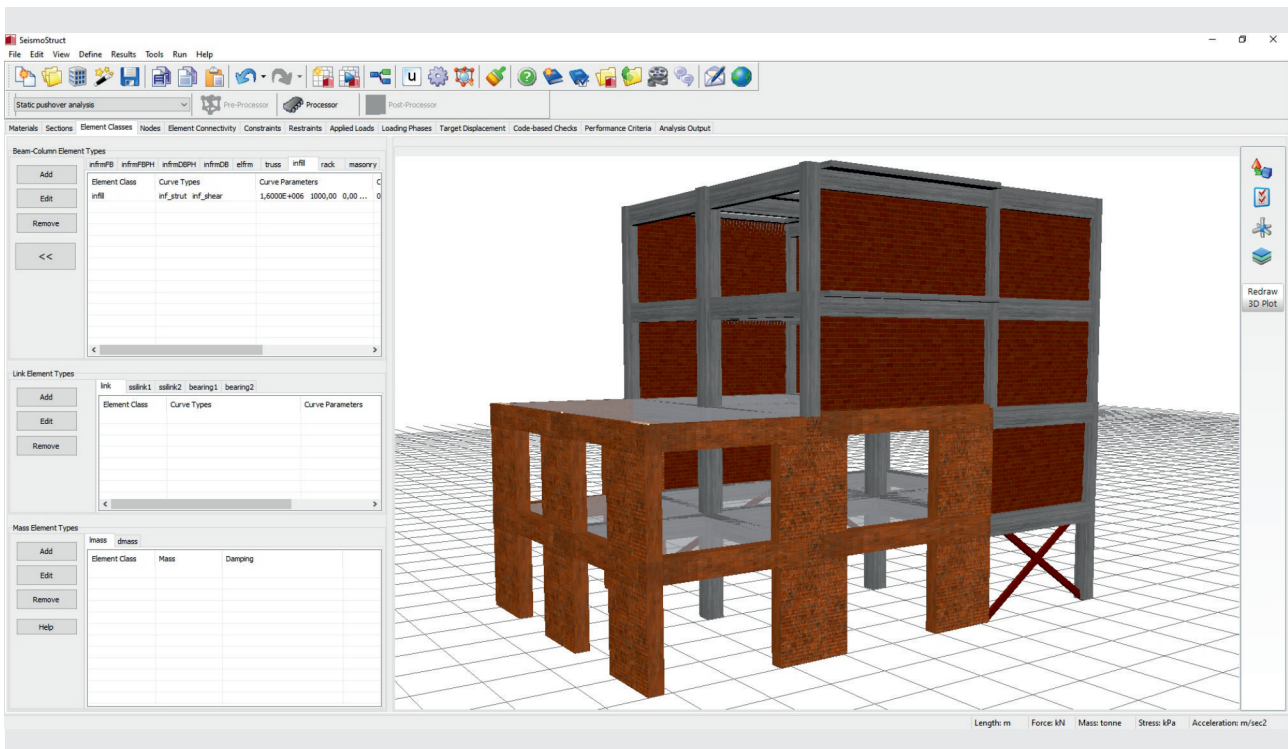 SeismoStruct
File Edit View Define Results Tools Run Help
u
Static pushover analysis Pre-Processor Processor Post-Processor
Materials Sections Element Classes Nodes Element Connectivity Constraints Restraints Applied Loads Loading Phases Target Displacement Code-based Checks Performance Criteria Analysis Output
Beam-Column Element Types
infrmFB infrmFBPH infrmDBPH infrmDB elfrm truss infill rack masonry
Add
Edit
Remove
<<
Element Class Curve Types Curve Parameters C
infill inf_strut inf_shear 1,6000E+006 1000,00 0,00 ... 0
Link Element Types
link ssilink1 ssilink2 bearing1 bearing2
Add
Edit
Remove
Element Class Curve Types Curve Parameters
Mass Element Types
lmass dmass
Add
Edit
Remove
Help
Element Class Mass Damping
Redraw
3D Plot
Length: m Force: kN Mass: tonne Stress: kPa Acceleration: m/sec2